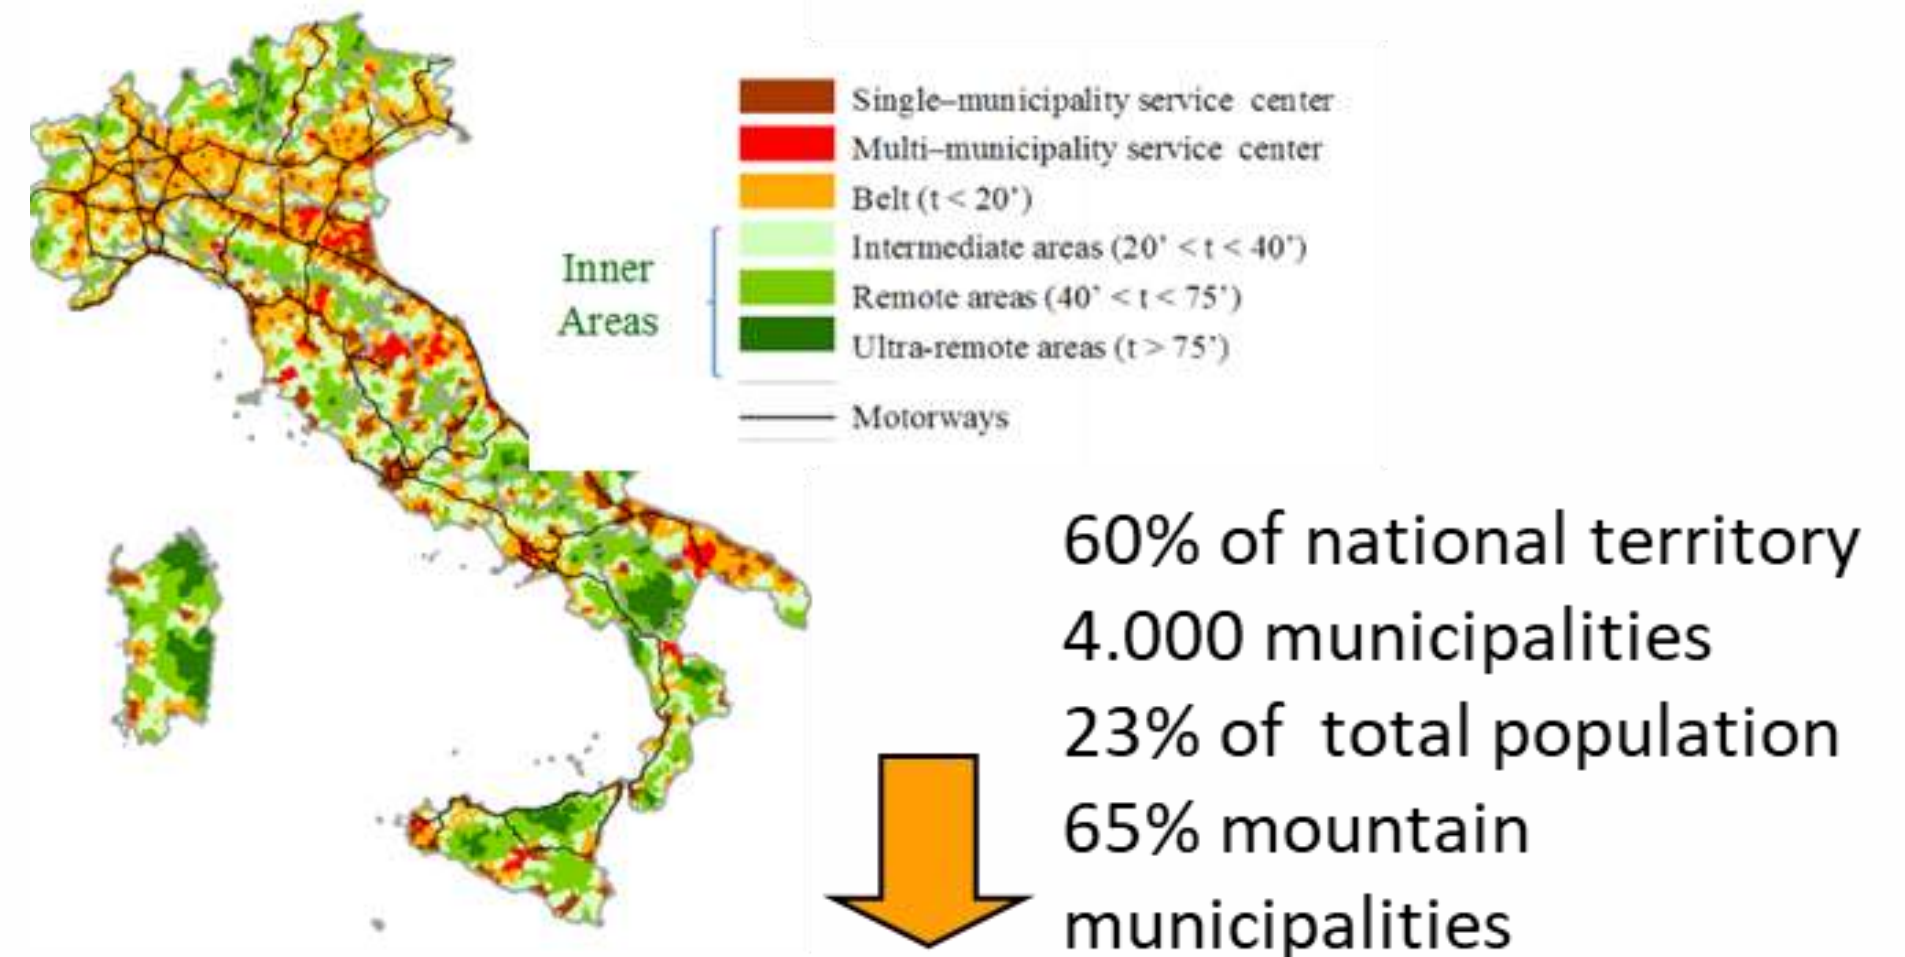 Single–municipality service center
Multi–municipality service center
Belt (t < 20')
Intermediate areas (20' < t < 40')
Remote areas (40' < t < 75')
Ultra-remote areas (t > 75')
Inner
Areas
Motorways
60% of national territory
4.000 municipalities
23% of total population
65% mountain
municipalities